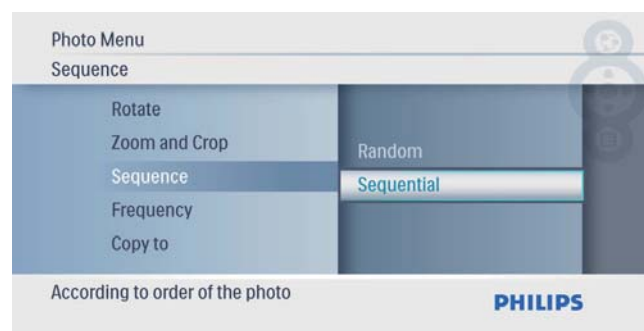 Photo Menu
Sequence
Rotate
Zoom and Crop
Sequence
Frequency
Copy to
Random
Sequential
According to order of the photo
PHILIPS